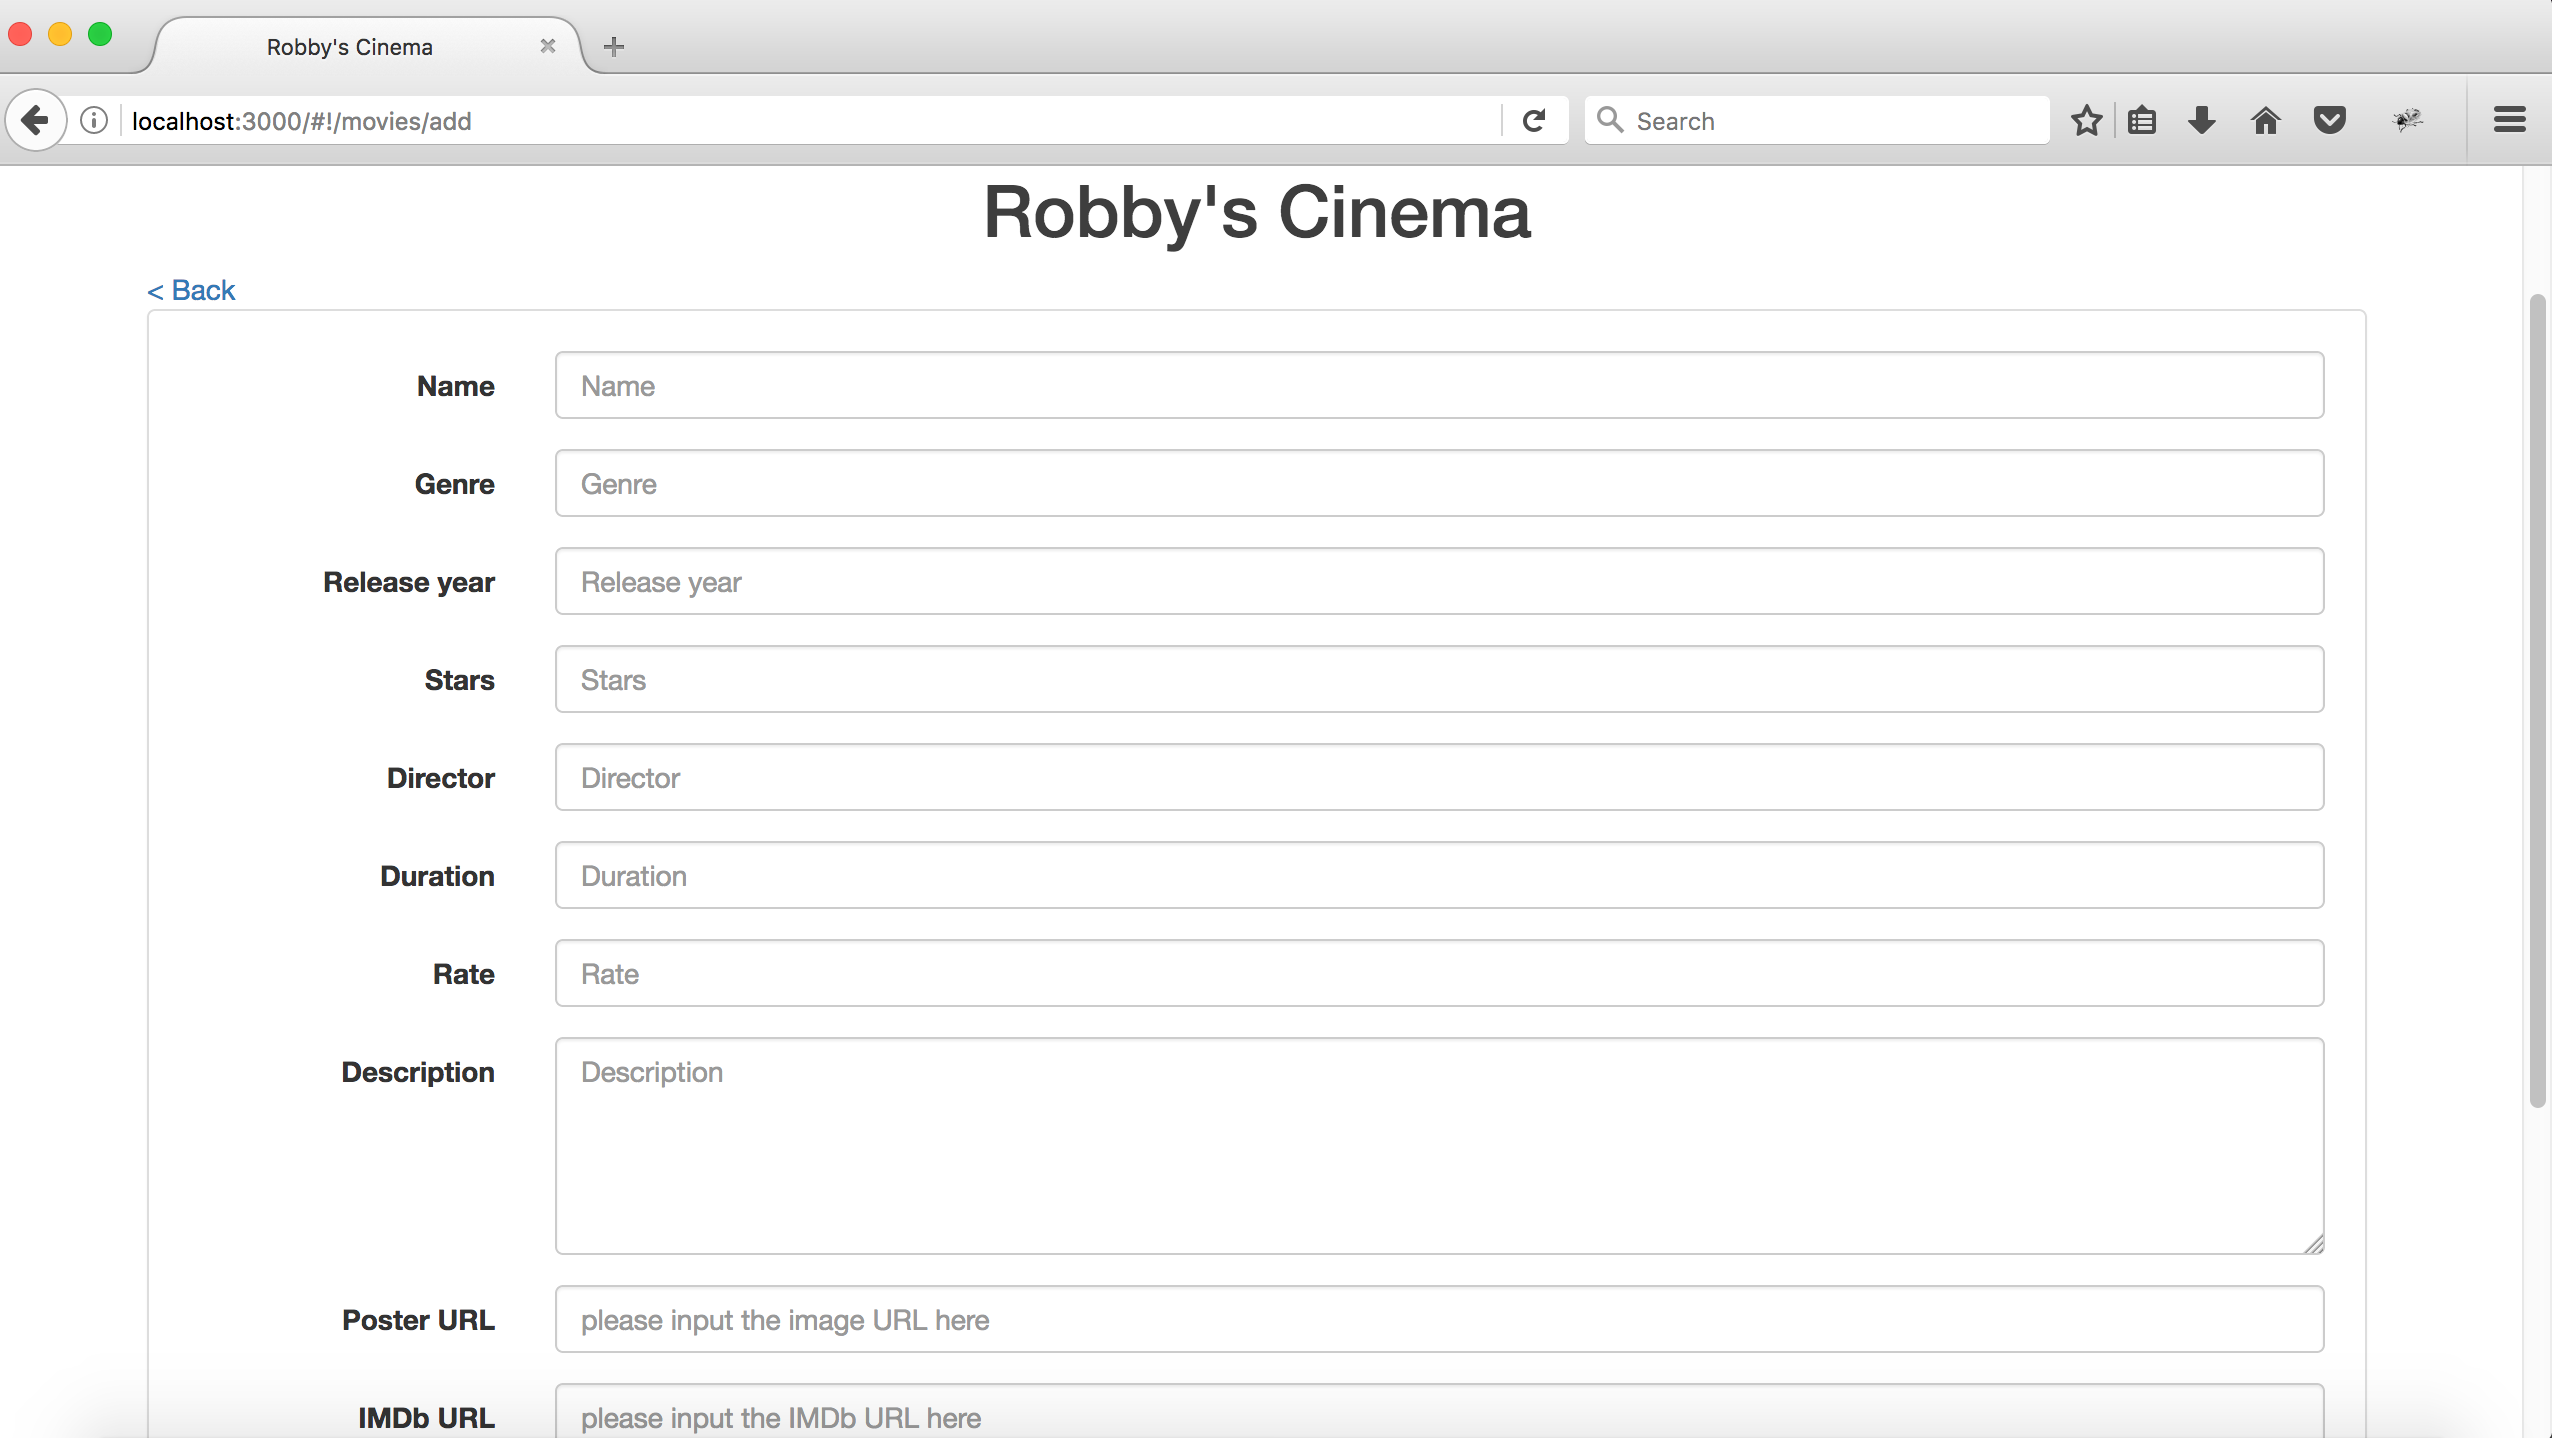 Robby's Cinema
localhost:3000/#!/movies/add
Search
Robby's Cinema
< Back
Name
Name
Genre
Genre
Release year
Release year
Stars
Stars
Director
Director
Duration
Duration
Rate
Rate
Description
Description
Poster URL
please input the image URL here
IMDb URL
please input the IMDb URL here